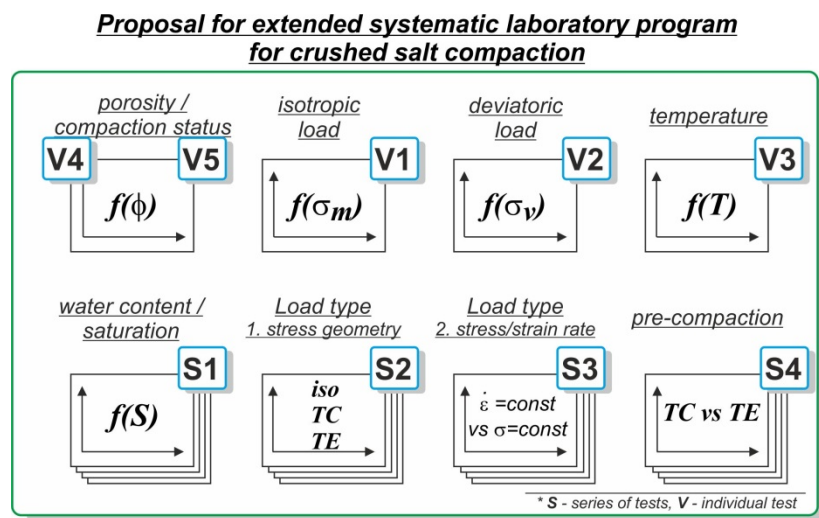 Proposal for extended systematic laboratory program
for crushed salt compaction
porosity /
compaction status
V4
V5
f(ϕ)
isotropic
load
V1
f(σm)
deviatoric
load
V2
f(σv)
temperature
V3
f(T)
water content /
saturation
S1
f(S)
Load type
1. stress geometry
S2
iso
TC
TE
Load type
2. stress/strain rate
S3
ε̇ =const
vs σ=const
pre-compaction
S4
TC vs TE
* S - series of tests, V - individual test